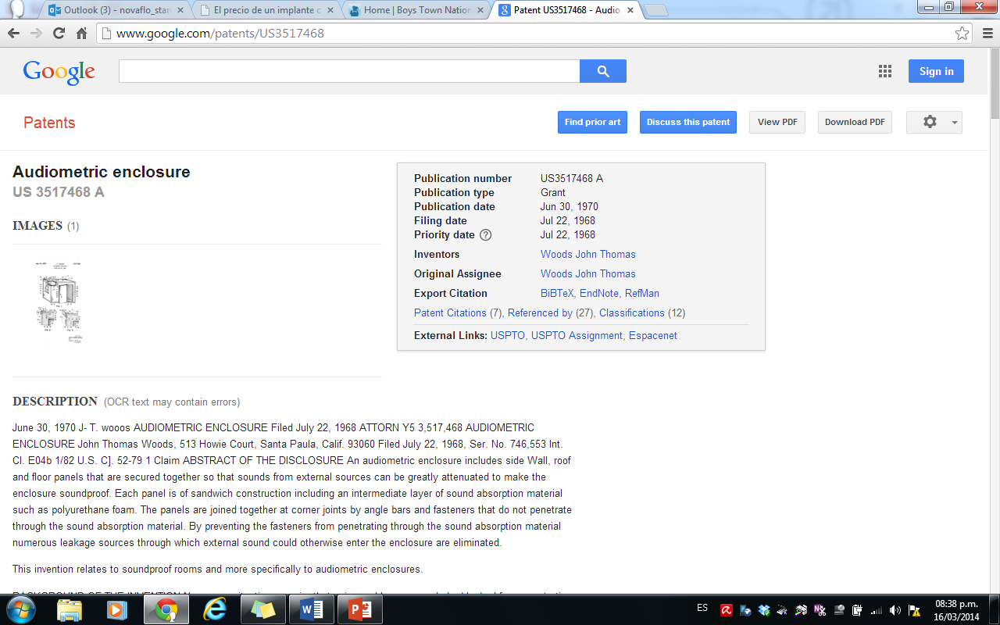 Outlook (3) - novaflo_star
El precio de un implante c
Home | Boys Town Nation
Patent US3517468 - Audio
www.google.com/patents/US3517468
Google
Sign in
Patents
Find prior art
Discuss this patent
View PDF
Download PDF
Audiometric enclosure
US 3517468 A
IMAGES (1)
Publication number US3517468 A
Publication type Grant
Publication date Jun 30, 1970
Filing date Jul 22, 1968
Priority date ? Jul 22, 1968
Inventors Woods John Thomas
Original Assignee Woods John Thomas
Export Citation BiBTeX, EndNote, RefMan
Patent Citations (7), Referenced by (27), Classifications (12)
External Links: USPTO, USPTO Assignment, Espacenet
DESCRIPTION (OCR text may contain errors)
June 30, 1970 J- T. wooos AUDIOMETRIC ENCLOSURE Filed July 22, 1968 ATTORN Y5 3,517,468 AUDIOMETRIC
ENCLOSURE John Thomas Woods, 513 Howie Court, Santa Paula, Calif. 93060 Filed July 22, 1968, Ser. No. 746,553 Int.
Cl. E04b 1/82 U.S. C]. 52-79 1 Claim ABSTRACT OF THE DISCLOSURE An audiometric enclosure includes side Wall, roof
and floor panels that are secured together so that sounds from external sources can be greatly attenuated to make the
enclosure soundproof. Each panel is of sandwich construction including an intermediate layer of sound absorption material
such as polyurethane foam. The panels are joined together at corner joints by angle bars and fasteners that do not penetrate
through the sound absorption material. By preventing the fasteners from penetrating through the sound absorption material
numerous leakage sources through which external sound could otherwise enter the enclosure are eliminated.
This invention relates to soundproof rooms and more specifically to audiometric enclosures.
ES
08:38 p.m.
16/03/2014